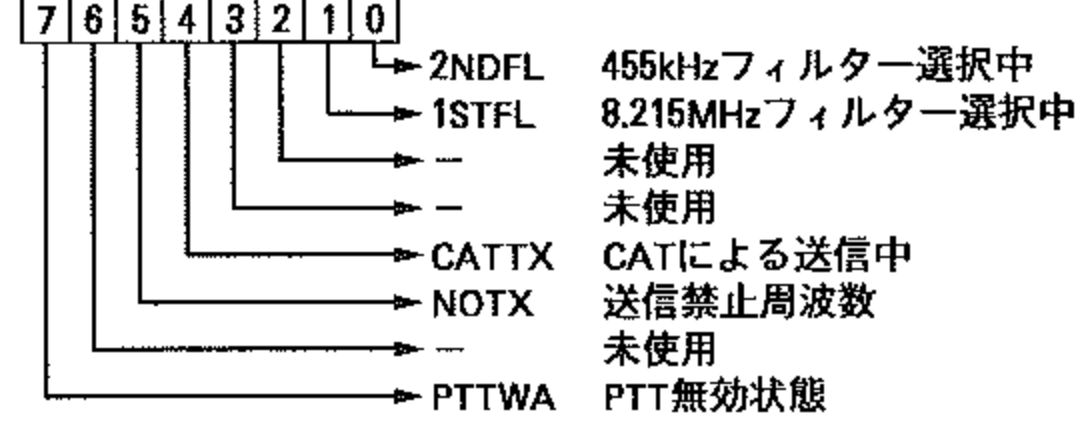 7 6 5 4 3 2 1 0
2NDFL 455kHzフィルター選択中
1STFL 8.215MHzフィルター選択中
— 未使用
— 未使用
CATTX CATによる送信中
NOTX 送信禁止周波数
— 未使用
PTTWA PTT無効状態